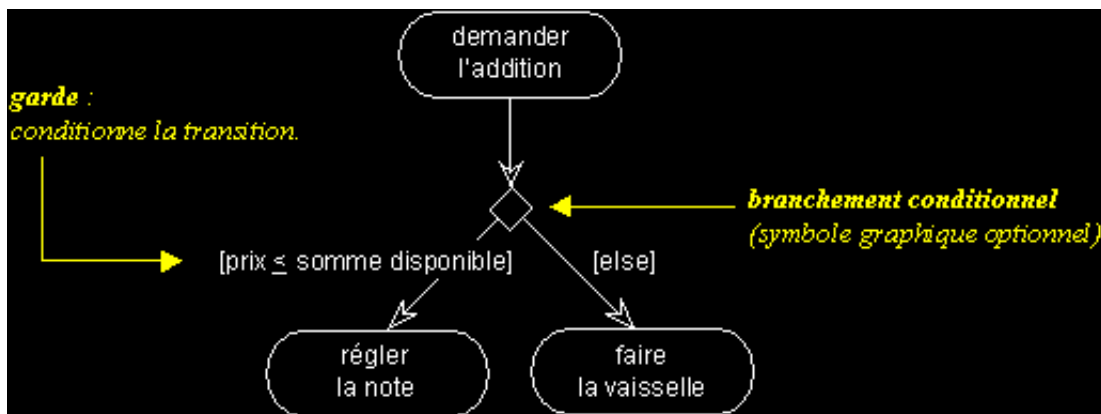 demander
l'addition
garde :
conditionne la transition.
branchement conditionnel
(symbole graphique optionnel)
[prix ≤ somme disponible]
[else]
régler
la note
faire
la vaisselle